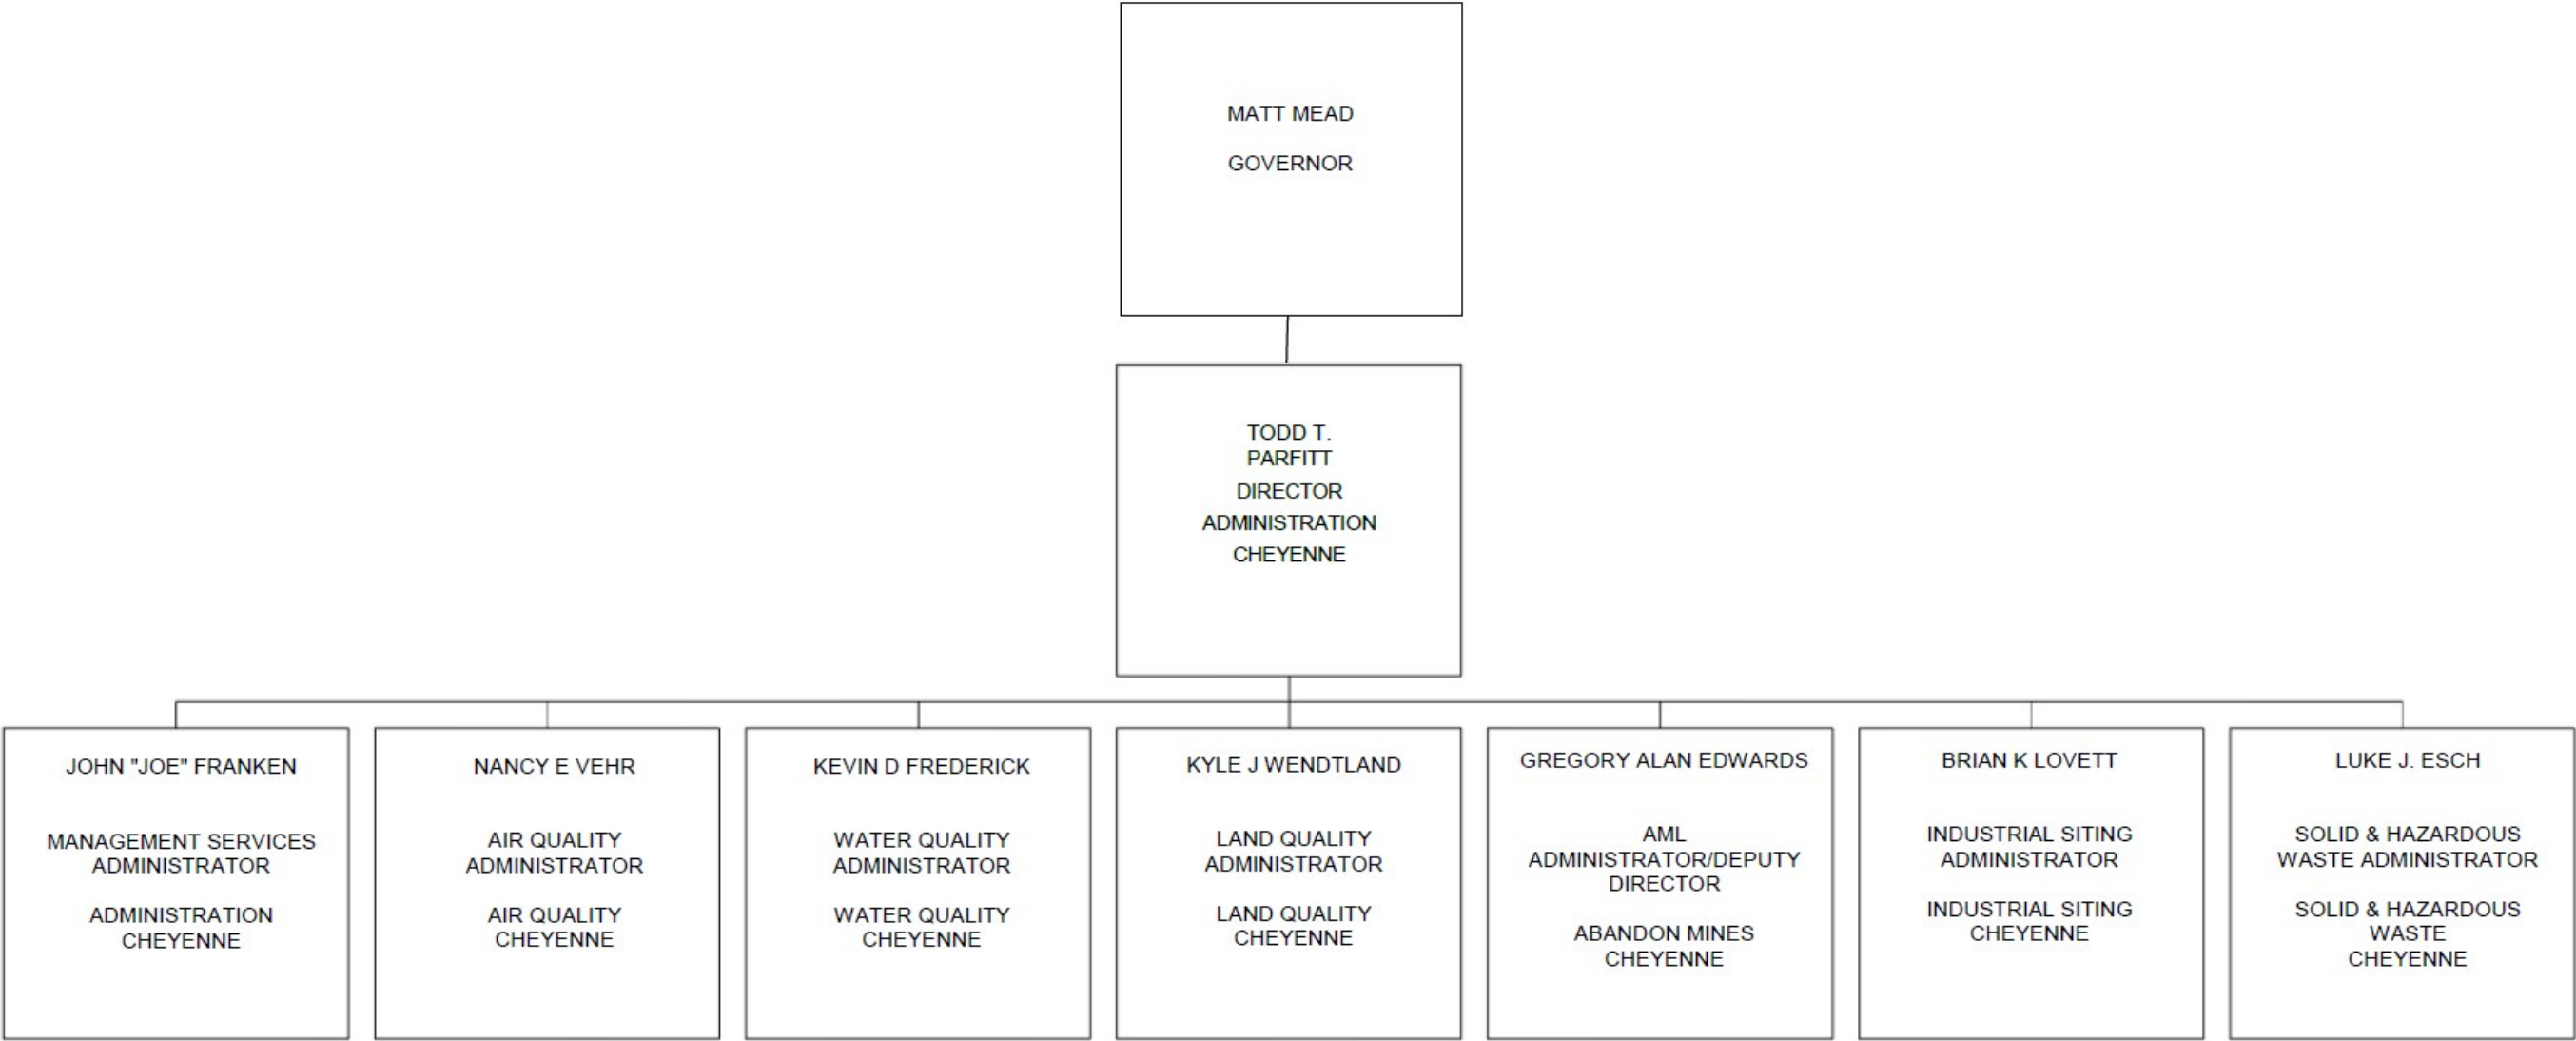 MATT MEAD
GOVERNOR
TODD T.
PARFITT
DIRECTOR
ADMINISTRATION
CHEYENNE
JOHN "JOE" FRANKEN
MANAGEMENT SERVICES
ADMINISTRATOR
ADMINISTRATION
CHEYENNE
NANCY E VEHR
AIR QUALITY
ADMINISTRATOR
AIR QUALITY
CHEYENNE
KEVIN D FREDERICK
WATER QUALITY
ADMINISTRATOR
WATER QUALITY
CHEYENNE
KYLE J WENDTLAND
LAND QUALITY
ADMINISTRATOR
LAND QUALITY
CHEYENNE
GREGORY ALAN EDWARDS
AML
ADMINISTRATOR/DEPUTY
DIRECTOR
ABANDON MINES
CHEYENNE
BRIAN K LOVETT
INDUSTRIAL SITING
ADMINISTRATOR
INDUSTRIAL SITING
CHEYENNE
LUKE J. ESCH
SOLID & HAZARDOUS
WASTE ADMINISTRATOR
SOLID & HAZARDOUS
WASTE
CHEYENNE